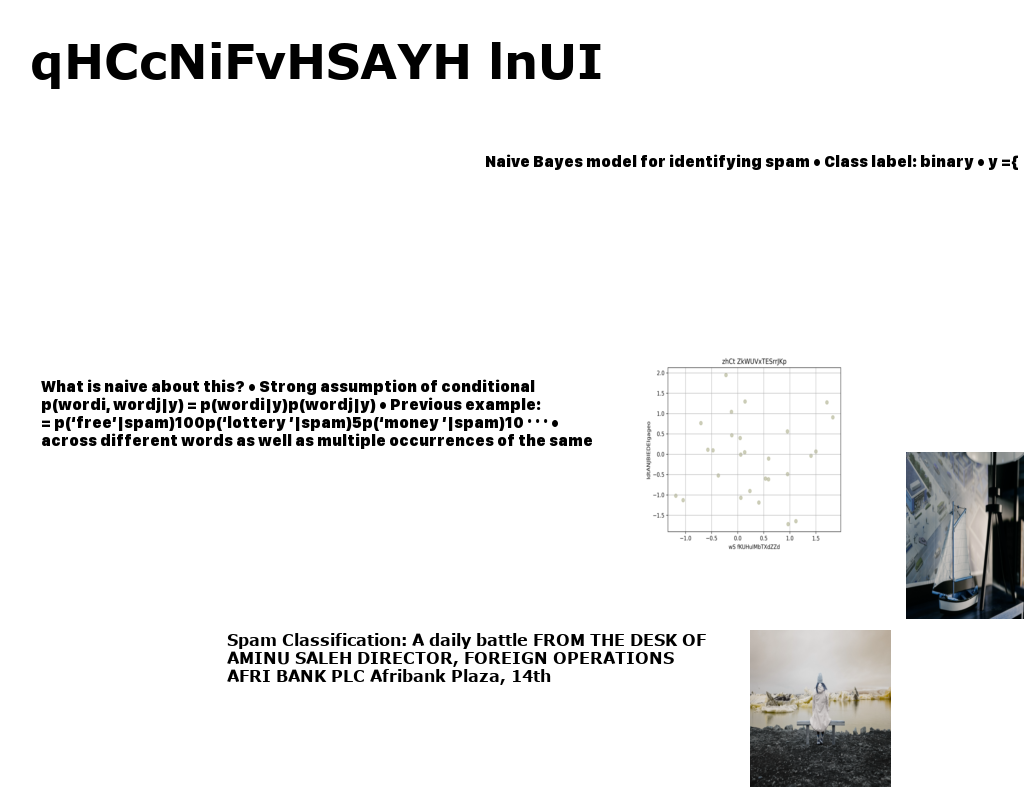 qHCcNiFvHSAYH lnUI
Naive Bayes model for identifying spam • Class label: binary • y ={
What is naive about this? • Strong assumption of conditional
p(wordi, wordj|y) = p(wordi|y)p(wordj|y) • Previous example:
= p(‘free’|spam)100p(‘lottery ’|spam)5p(‘money ’|spam)10 · · · •
across different words as well as multiple occurrences of the same
zhCt ZkWUVxTESrrJKp
2.0
1.5
1.0
0.5
0.0
−0.5
−1.0
−1.5
−1.0 −0.5 0.0 0.5 1.0 1.5
Spam Classification: A daily battle FROM THE DESK OF
AMINU SALEH DIRECTOR, FOREIGN OPERATIONS
AFRI BANK PLC Afribank Plaza, 14th